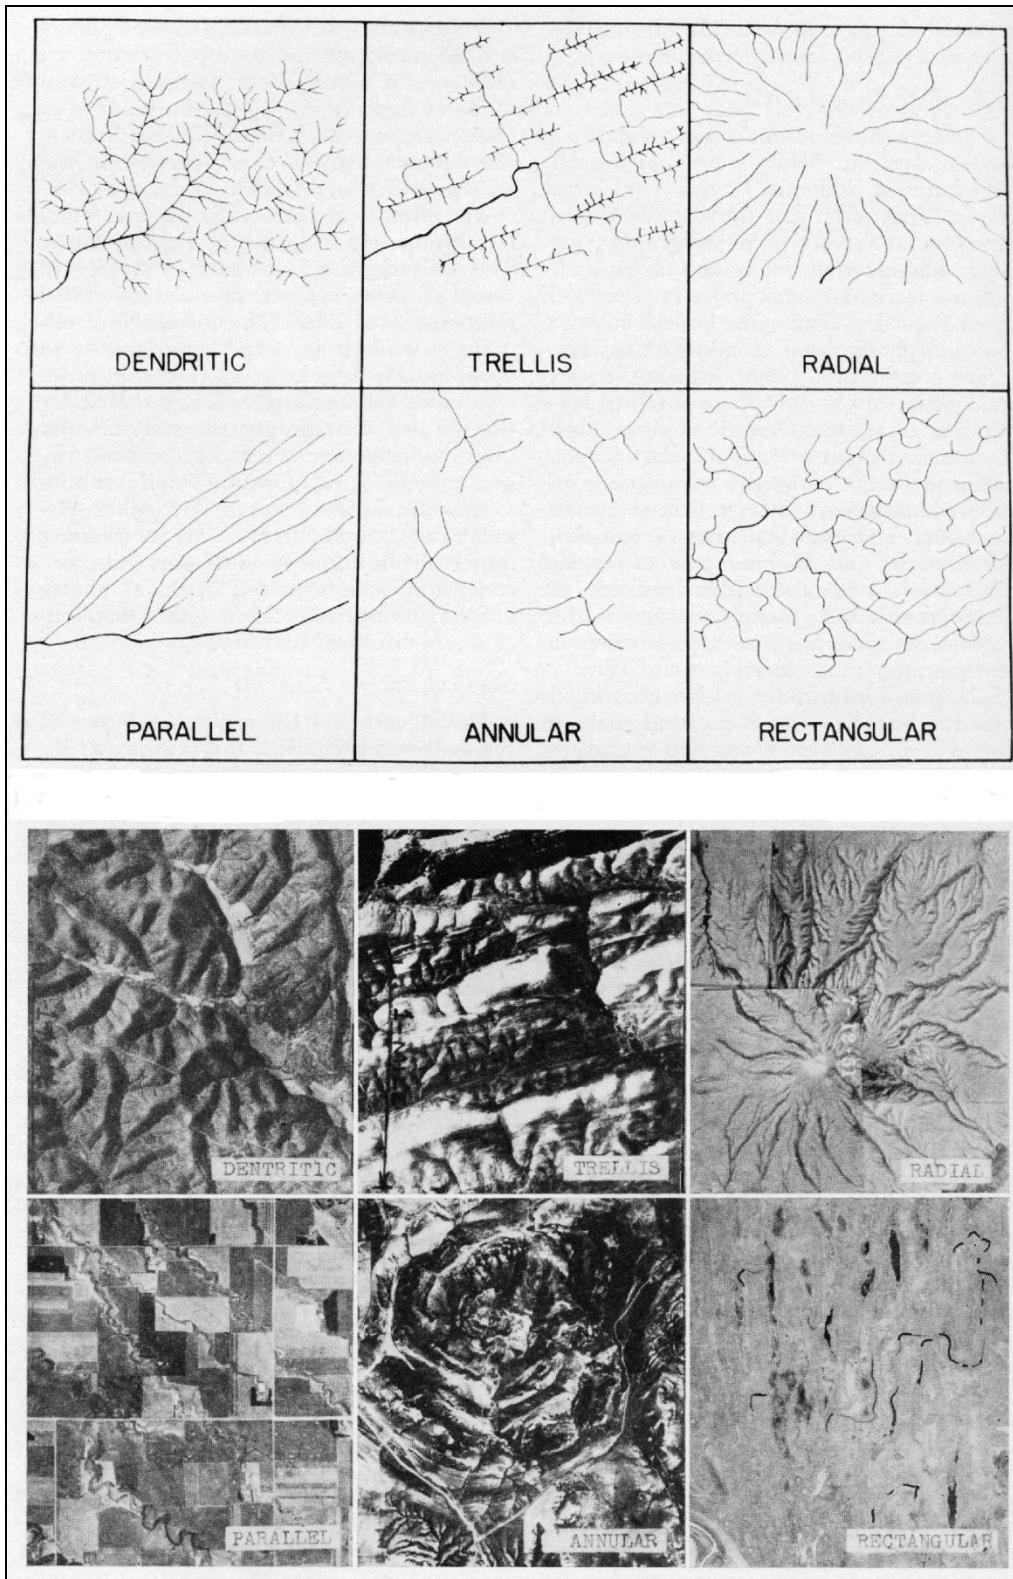 DENDRITIC
TRELLIS
RADIAL
PARALLEL
ANNULAR
RECTANGULAR
DENTRITIC
TRELLIS
RADIAL
PARALLEL
ANNULAR
RECTANGULAR